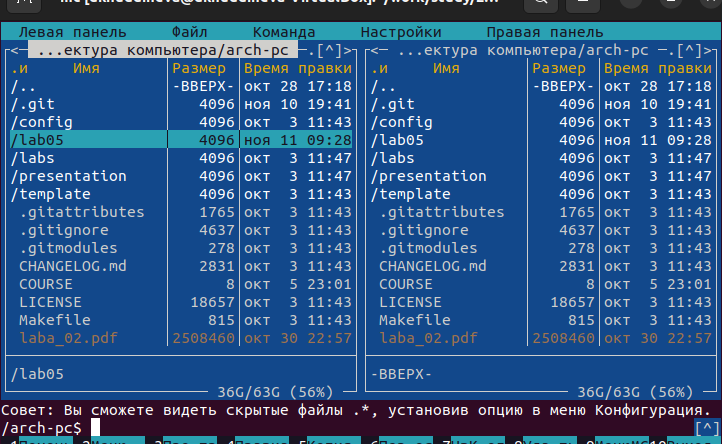 Левая панель Файл Команда Настройки Правая панель
<— ...ектура компьютера/arch-pc —.[^]> <— ...ектура компьютера/arch-pc —.[^]>
.и Имя Размер Время правки .и Имя Размер Время правки
/.. -ВВЕРХ- окт 28 17:18 /.. -ВВЕРХ- окт 28 17:18
/.git 4096 ноя 10 19:41 /.git 4096 ноя 10 19:41
/config 4096 окт 3 11:43 /config 4096 окт 3 11:43
/lab05 4096 ноя 11 09:28 /lab05 4096 ноя 11 09:28
/labs 4096 окт 3 11:47 /labs 4096 окт 3 11:47
/presentation 4096 окт 3 11:47 /presentation 4096 окт 3 11:47
/template 4096 окт 3 11:43 /template 4096 окт 3 11:43
.gitattributes 1765 окт 3 11:43 .gitattributes 1765 окт 3 11:43
.gitignore 4637 окт 3 11:43 .gitignore 4637 окт 3 11:43
.gitmodules 278 окт 3 11:43 .gitmodules 278 окт 3 11:43
CHANGELOG.md 2831 окт 3 11:43 CHANGELOG.md 2831 окт 3 11:43
COURSE 8 окт 5 23:01 COURSE 8 окт 5 23:01
LICENSE 18657 окт 3 11:43 LICENSE 18657 окт 3 11:43
Makefile 815 окт 3 11:43 Makefile 815 окт 3 11:43
laba_02.pdf 2508460 окт 30 22:57 laba_02.pdf 2508460 окт 30 22:57
/lab05 -ВВЕРХ-
36G/63G (56%) 36G/63G (56%)
Совет: Вы сможете видеть скрытые файлы .*, установив опцию в меню Конфигурация.
/arch-pc$ [^]